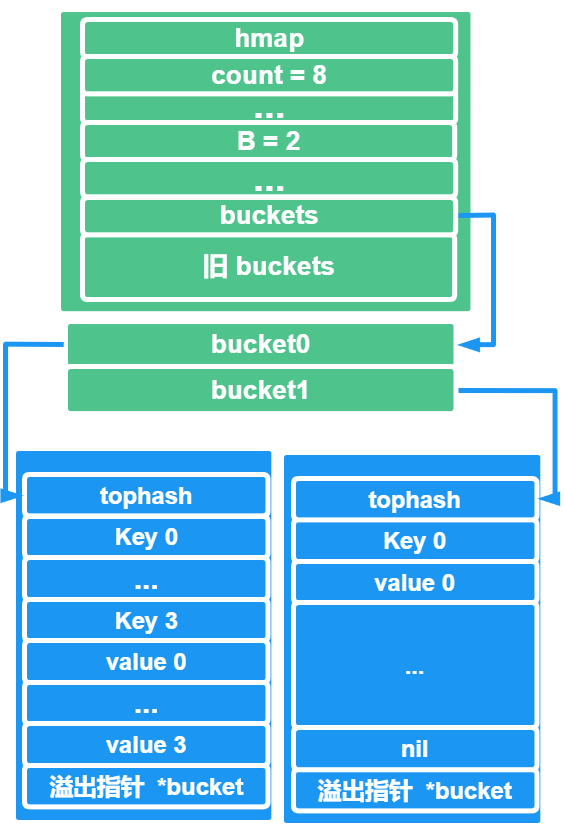 hmap
count = 8
...
B = 2
...
buckets
旧 buckets
bucket0
bucket1
tophash
Key 0
...
Key 3
value 0
...
value 3
溢出指针 *bucket
tophash
Key 0
value 0
...
nil
溢出指针 *bucket